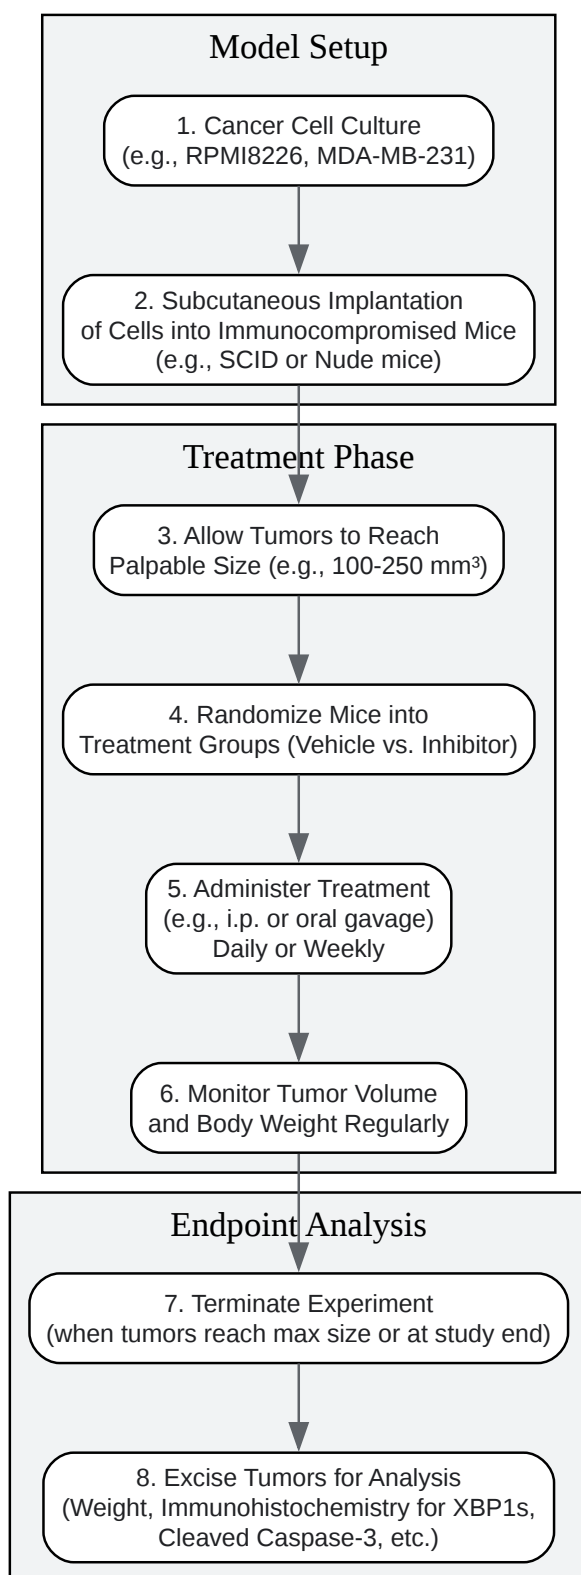 Model Setup
1. Cancer Cell Culture
(e.g., RPMI8226, MDA-MB-231)
2. Subcutaneous Implantation
of Cells into Immunocompromised Mice
(e.g., SCID or Nude mice)
Treatment Phase
3. Allow Tumors to Reach
Palpable Size (e.g., 100-250 mm³)
4. Randomize Mice into
Treatment Groups (Vehicle vs. Inhibitor)
5. Administer Treatment
(e.g., i.p. or oral gavage)
Daily or Weekly
6. Monitor Tumor Volume
and Body Weight Regularly
Endpoint Analysis
7. Terminate Experiment
(when tumors reach max size or at study end)
8. Excise Tumors for Analysis
(Weight, Immunohistochemistry for XBP1s,
Cleaved Caspase-3, etc.)